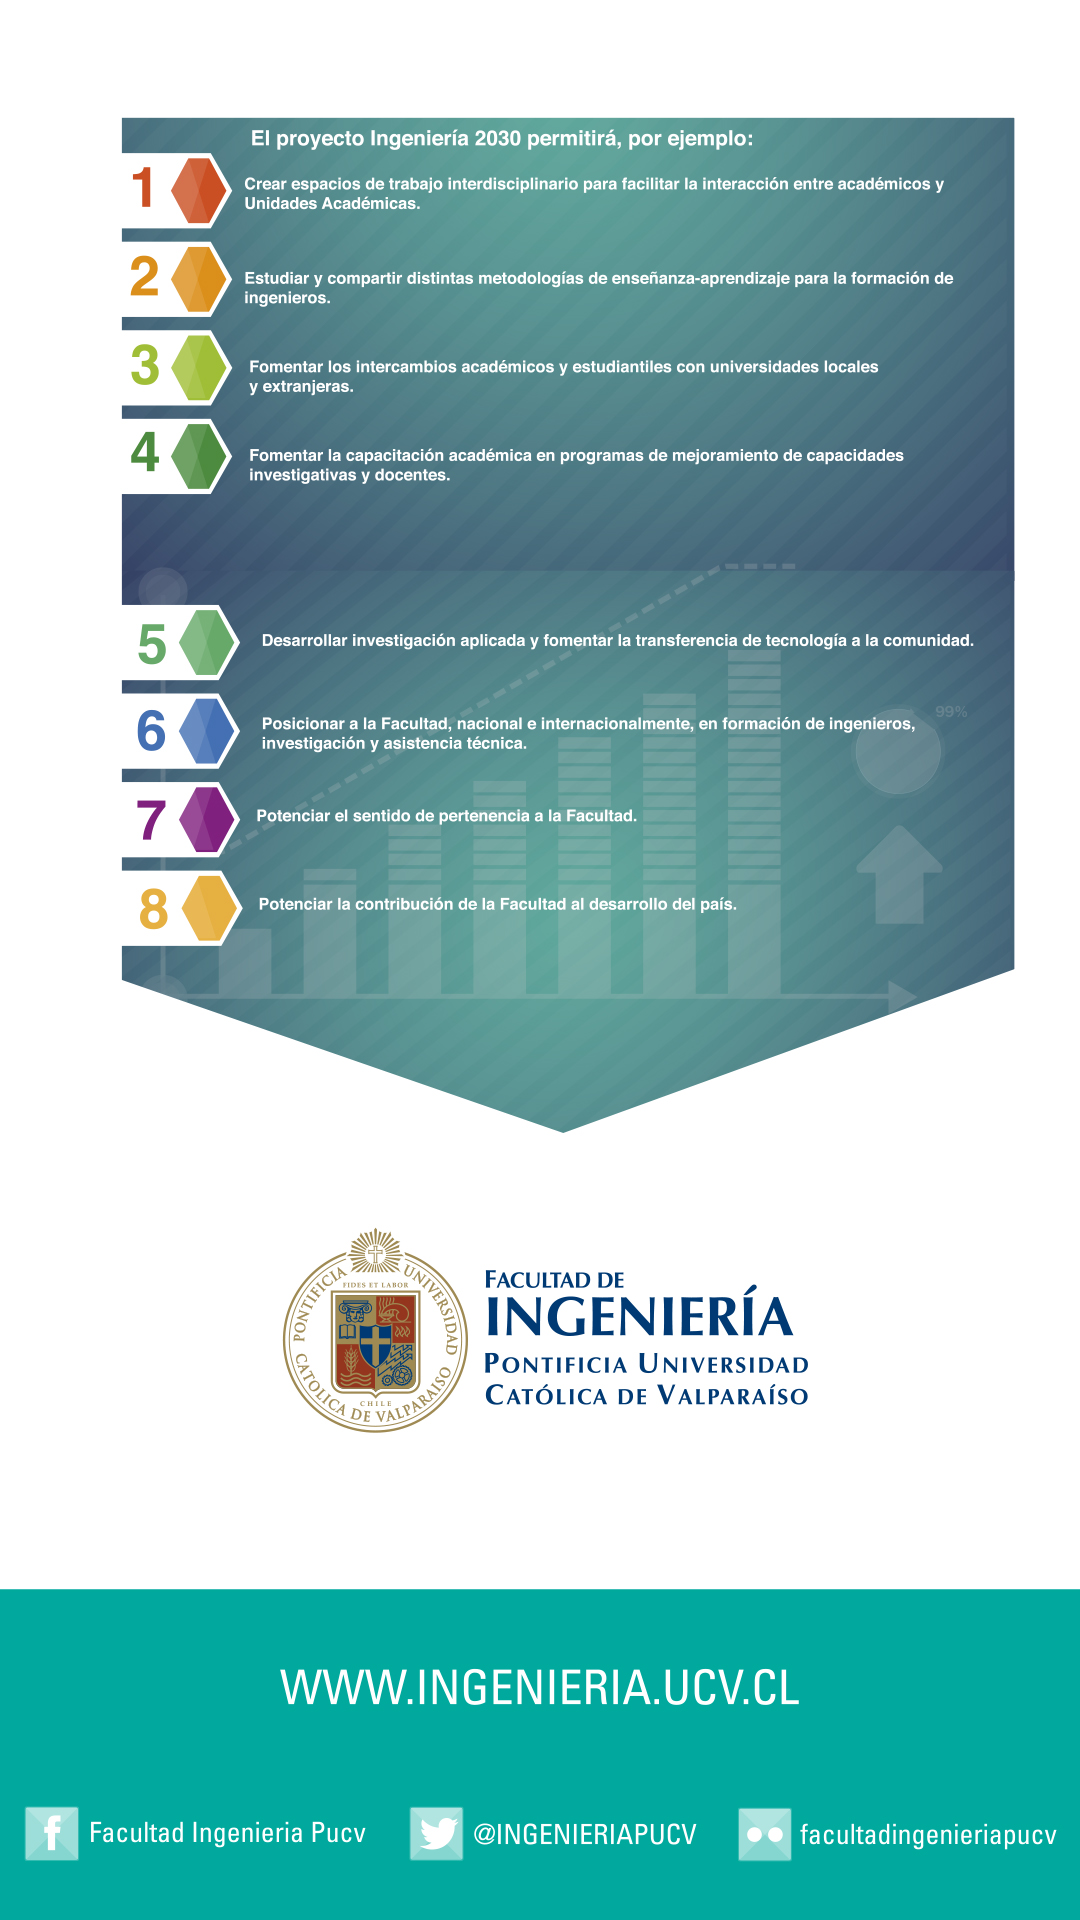 El proyecto Ingeniería 2030 permitirá, por ejemplo:
1
Crear espacios de trabajo interdisciplinario para facilitar la interacción entre académicos y
Unidades Académicas.
2
Estudiar y compartir distintas metodologías de enseñanza-aprendizaje para la formación de
ingenieros.
3
Fomentar los intercambios académicos y estudiantiles con universidades locales
y extranjeras.
4
Fomentar la capacitación académica en programas de mejoramiento de capacidades
investigativas y docentes.
5
Desarrollar investigación aplicada y fomentar la transferencia de tecnología a la comunidad.
99%
6
Posicionar a la Facultad, nacional e internacionalmente, en formación de ingenieros,
investigación y asistencia técnica.
7
Potenciar el sentido de pertenencia a la Facultad.
8
Potenciar la contribución de la Facultad al desarrollo del país.
PONTIFICIA UNIVERSIDAD
FIDES ET LABOR
CHILE
CATOLICA DE VALPARAISO
FACULTAD DE
INGENIERÍA
PONTIFICIA UNIVERSIDAD
CATÓLICA DE VALPARAÍSO
WWW.INGENIERIA.UCV.CL
Facultad Ingenieria Pucv
@INGENIERIAPUCV
facultadingenieriapucv